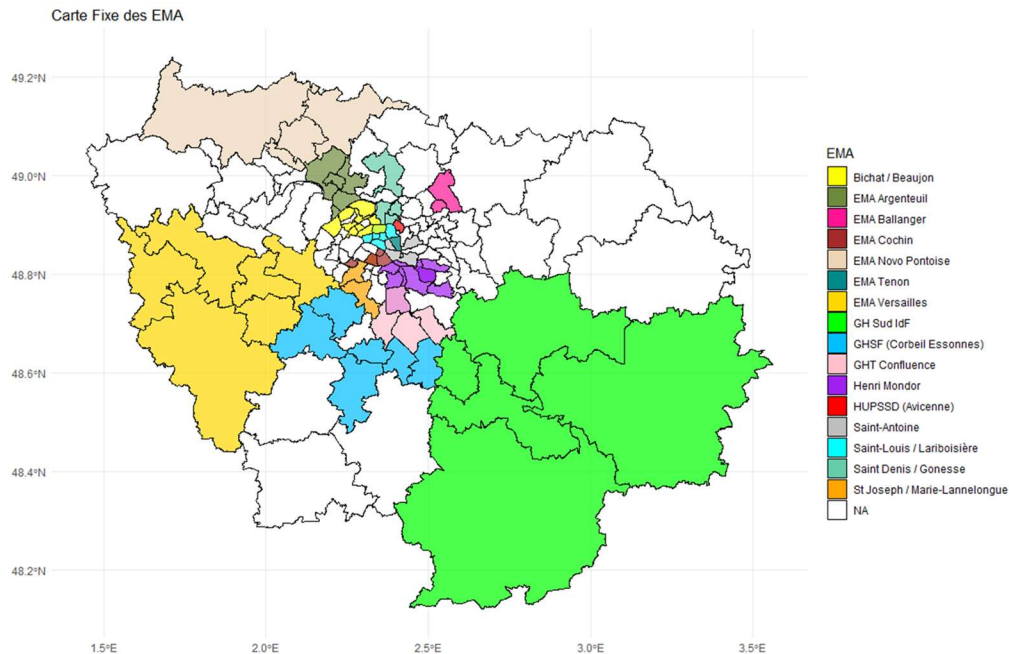 Carte Fixe des EMA
49.2°N
49.0°N
48.8°N
48.6°N
48.4°N
48.2°N
1.5°E
2.0°E
2.5°E
3.0°E
3.5°E
EMA
Bichat / Beaujon
EMA Argenteuil
EMA Ballanger
EMA Cochin
EMA Novo Pontoise
EMA Tenon
EMA Versailles
GH Sud IdF
GHSF (Corbeil Essonnes)
GHT Confluence
Henri Mondor
HUPSSD (Avicenne)
Saint-Antoine
Saint-Louis / Lariboisière
Saint Denis / Gonesse
St Joseph / Marie-Lannelongue
NA